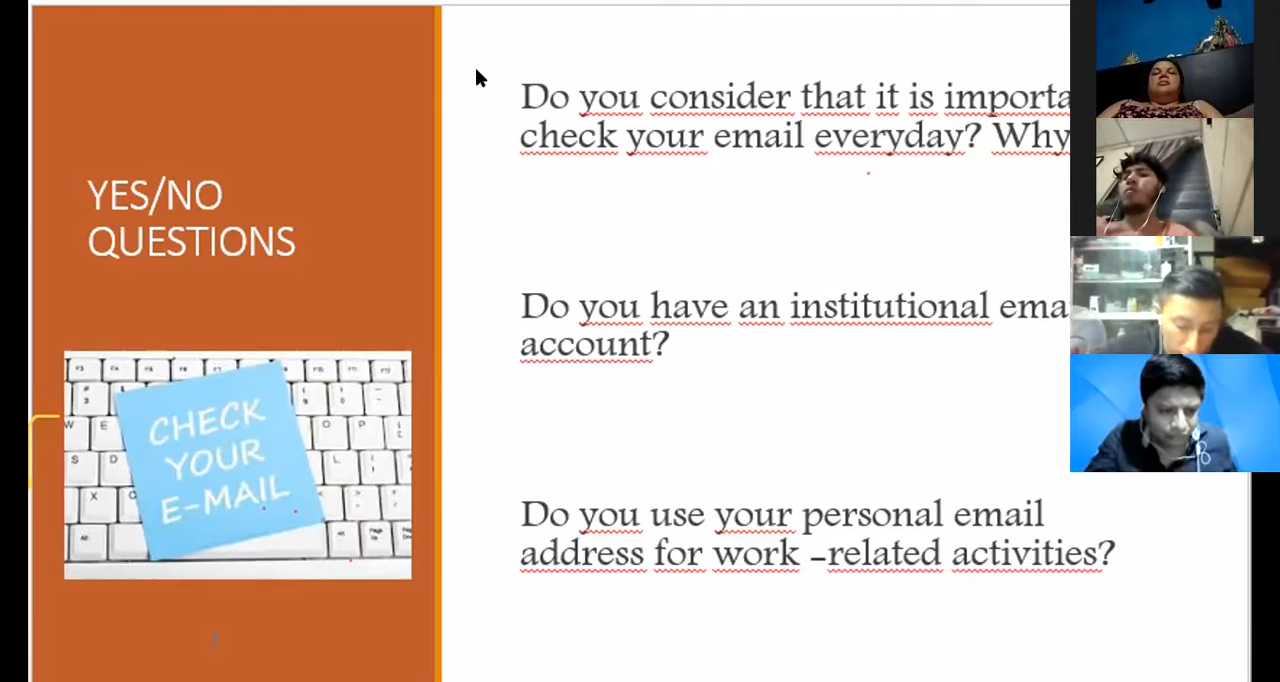 YES/NO
QUESTIONS
CHECK
YOUR
E-MAIL
Do you consider that it is importa
check your email everyday? Why
Do you have an institutional ema
account?
Do you use your personal email
address for work -related activities?